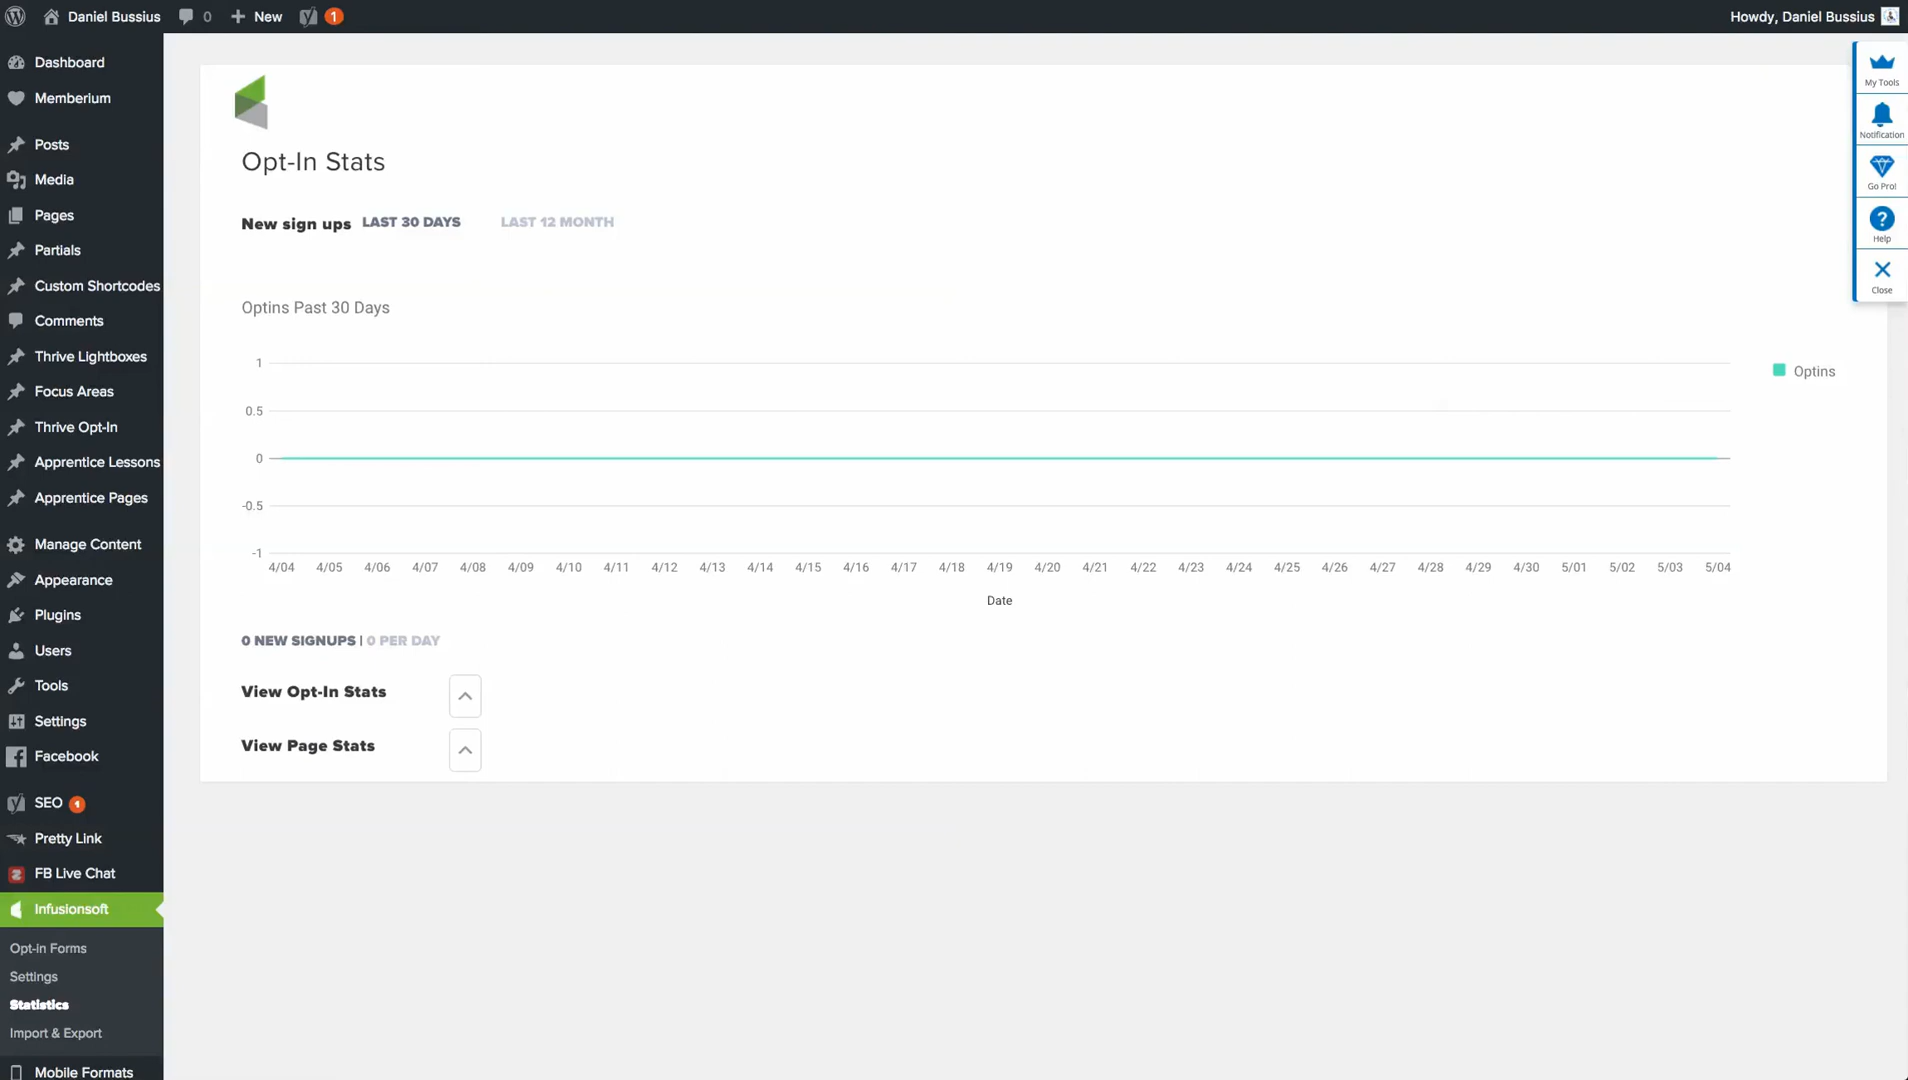 Daniel Bussius
0
New
1
Howdy, Daniel Bussius
Dashboard
Memberium
Posts
Media
Pages
Partials
Custom Shortcodes
Comments
Thrive Lightboxes
Focus Areas
Thrive Opt-In
Apprentice Lessons
Apprentice Pages
Manage Content
Appearance
Plugins
Users
Tools
Settings
Facebook
SEO 1
Pretty Link
FB Live Chat
Infusionsoft
Opt-in Forms
Settings
Statistics
Import & Export
Mobile Formats
Opt-In Stats
New sign ups LAST 30 DAYS LAST 12 MONTH
Optins Past 30 Days
1
0.5
0
-0.5
-1
4/04 4/05 4/06 4/07 4/08 4/09 4/10 4/11 4/12 4/13 4/14 4/15 4/16 4/17 4/18 4/19 4/20 4/21 4/22 4/23 4/24 4/25 4/26 4/27 4/28 4/29 4/30 5/01 5/02 5/03 5/04
Date
Optins
0 NEW SIGNUPS | 0 PER DAY
View Opt-In Stats
View Page Stats
My Tools
Notification
Go Pro!
Help
Close